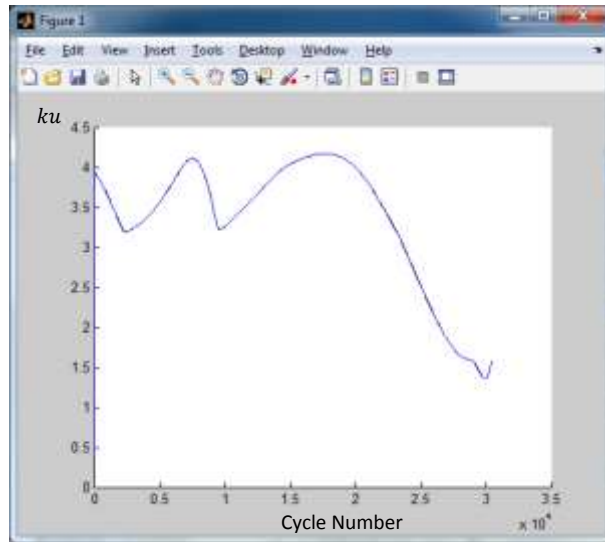 Figure 1
File Edit View Insert Tools Desktop Window Help
ku
4.5
4
3.5
3
2.5
2
1.5
1
0.5
0
0 0.5 1 1.5 2 2.5 3 3.5
Cycle Number
x 10⁴